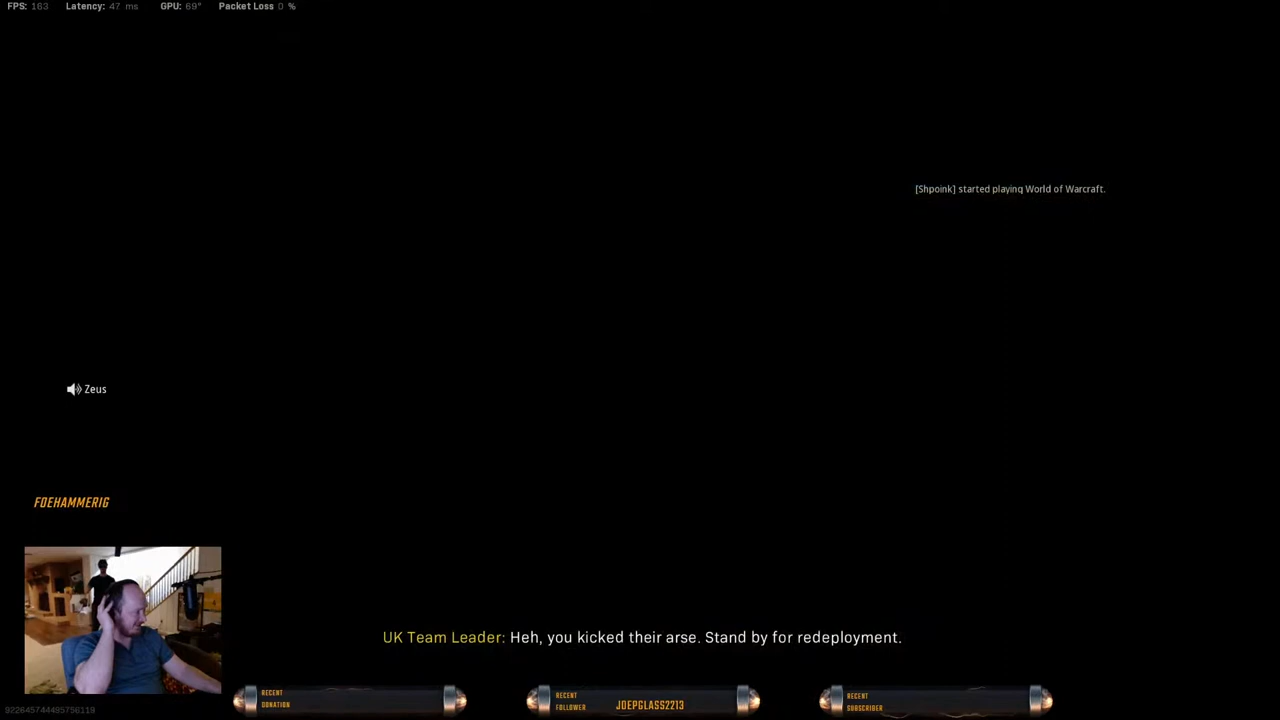 FPS: 163 Latency: 47 ms GPU: 69° Packet Loss 0 %
[Shpoink] started playing World of Warcraft.
Zeus
FOEHAMMERIG
UK Team Leader: Heh, you kicked their arse. Stand by for redeployment.
RECENT
DONATION
RECENT
FOLLOWER JOEPGLASS2213
RECENT
SUBSCRIBER